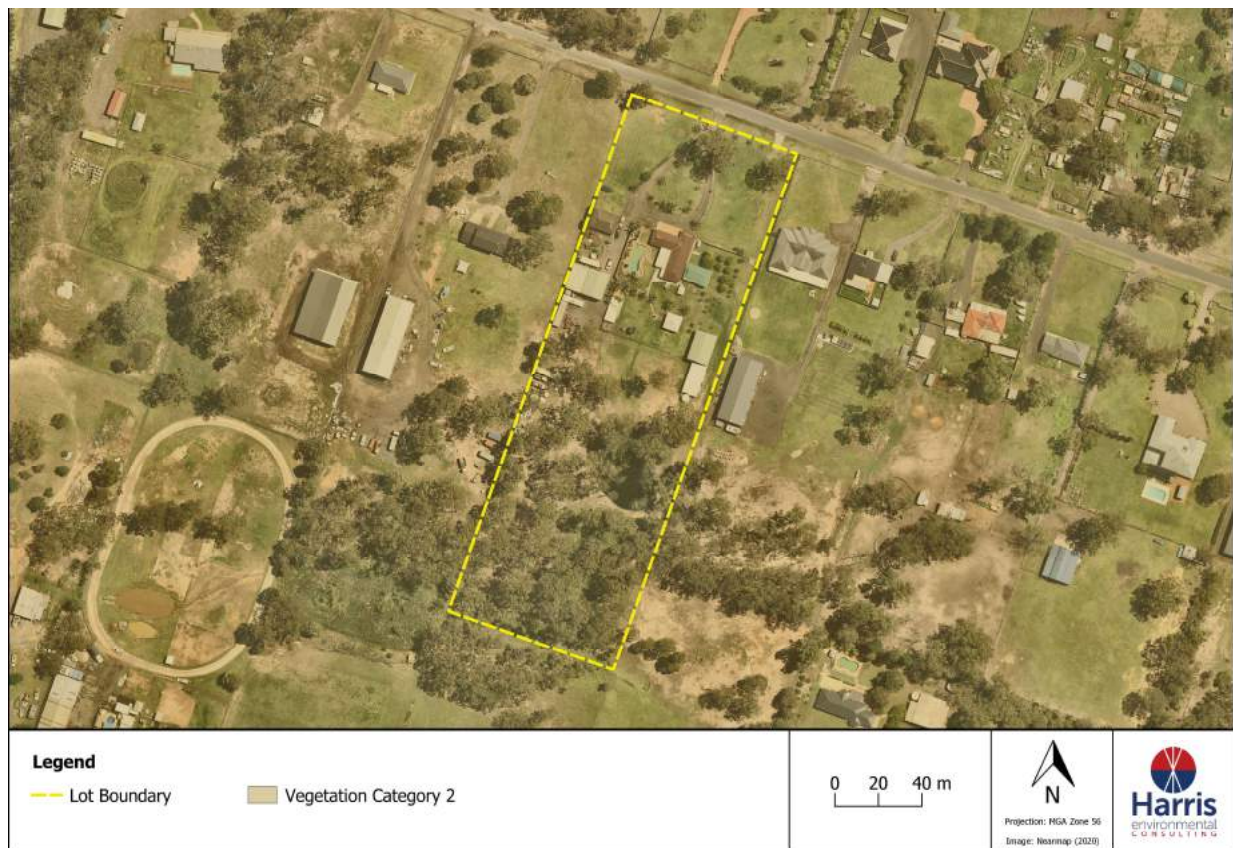 Legend
Lot Boundary
Vegetation Category 2
0 20 40 m
N
Projection: MGA Zone 56
Image: Nearmap (2020)
Harris
environmental
CONSULTING